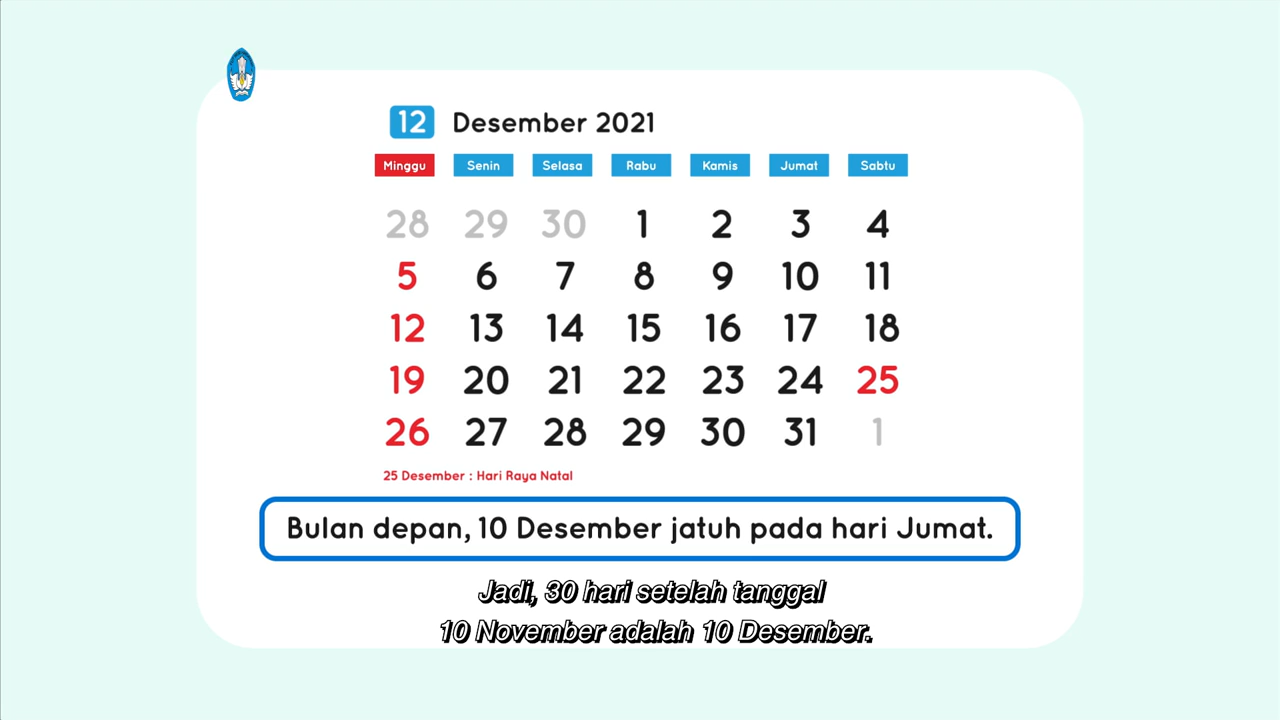 12 Desember 2021
Minggu Senin Selasa Rabu Kamis Jumat Sabtu
28 29 30 1 2 3 4
5 6 7 8 9 10 11
12 13 14 15 16 17 18
19 20 21 22 23 24 25
26 27 28 29 30 31 1
25 Desember : Hari Raya Natal
Bulan depan, 10 Desember jatuh pada hari Jumat.
Jadi, 30 hari setelah tanggal
10 November adalah 10 Desember.